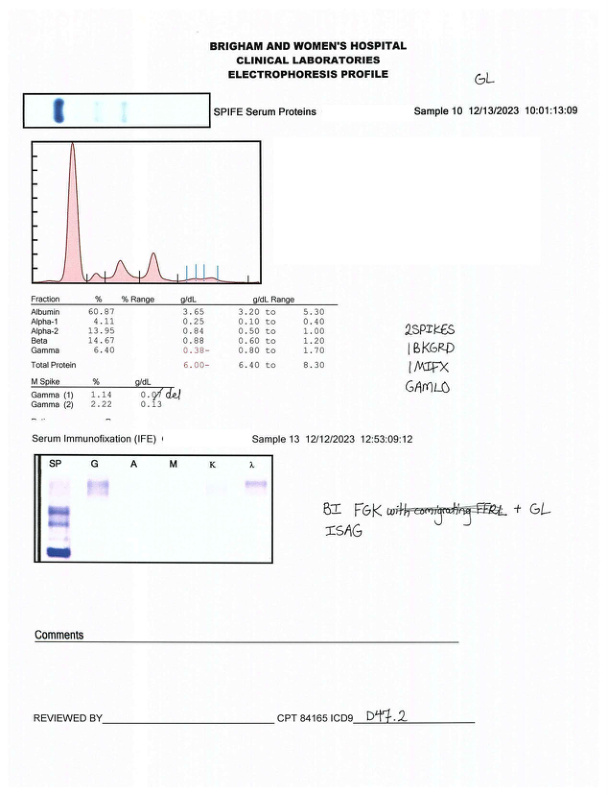 BRIGHAM AND WOMEN'S HOSPITAL
CLINICAL LABORATORIES
ELECTROPHORESIS PROFILE
GL
SPIFE Serum Proteins Sample 10 12/13/2023 10:01:13:09
Fraction % % Range g/dL g/dL Range
Albumin 60.87 3.65 3.20 to 5.30
Alpha-1 4.11 0.25 0.10 to 0.40
Alpha-2 13.95 0.84 0.50 to 1.00
Beta 14.67 0.88 0.60 to 1.20
Gamma 6.40 0.38- 0.80 to 1.70
Total Protein 6.00- 6.40 to 8.30
2SPIKES
1BKGRD
1MIFX
GAMLO
M Spike % g/dL
Gamma (1) 1.14 0.07 del
Gamma (2) 2.22 0.13
Serum Immunofixation (IFE) Sample 13 12/12/2023 12:53:09:12
SP G A M K λ
BI FGK with comigrating FFRL + GL
ISAG
Comments
REVIEWED BY CPT 84165 ICD9 D47.2